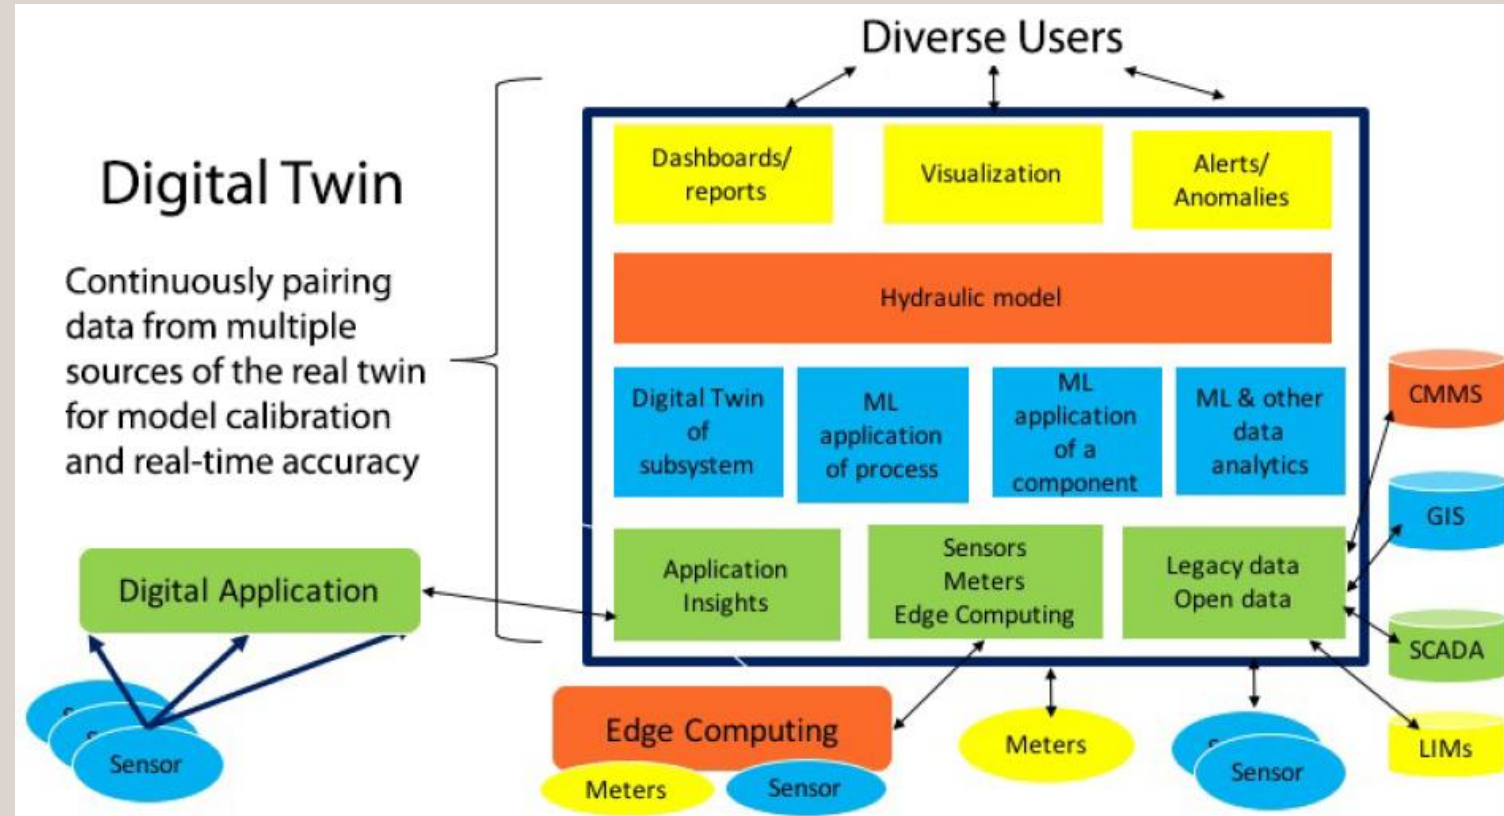 Diverse Users
Digital Twin
Continuously pairing
data from multiple
sources of the real twin
for model calibration
and real-time accuracy
Dashboards/
reports
Visualization
Alerts/
Anomalies
Hydraulic model
Digital Twin
of
subsystem
ML
application
of process
ML
application
of a
component
ML & other
data
analytics
Application
Insights
Sensors
Meters
Edge Computing
Legacy data
Open data
CMMS
GIS
SCADA
LIMs
Digital Application
Sensor
Edge Computing
Meters
Sensor
Meters
Sensor